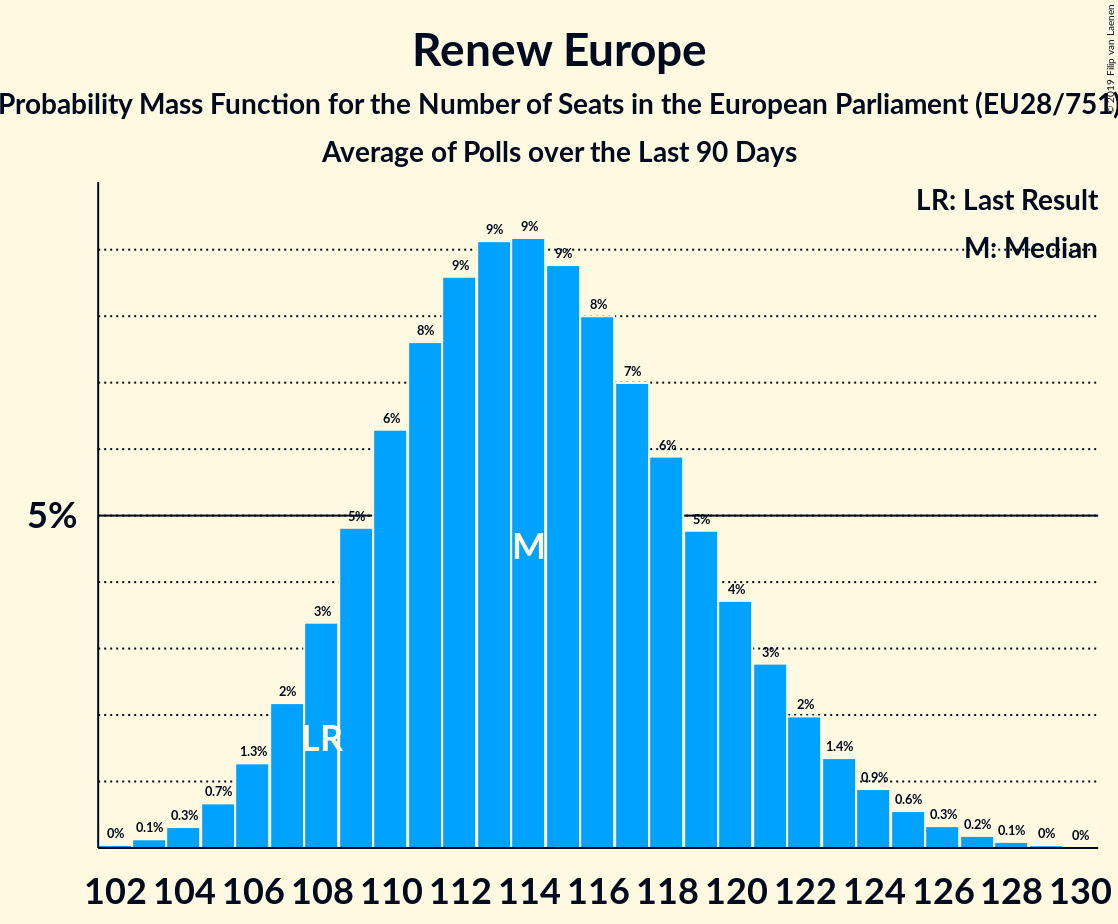 Renew Europe
Probability Mass Function for the Number of Seats in the European Parliament (EU28/751)
Average of Polls over the Last 90 Days
© 2019 Filip van Laenen
LR: Last Result
M: Median
5%
0% 0.1% 0.3% 0.7% 1.3% 2% 3% 5% 6% 8% 9% 9% 9% 9% 8% 7% 6% 5% 4% 3% 2% 1.4% 0.9% 0.6% 0.3% 0.2% 0.1% 0% 0%
M
LR
102 104 106 108 110 112 114 116 118 120 122 124 126 128 130